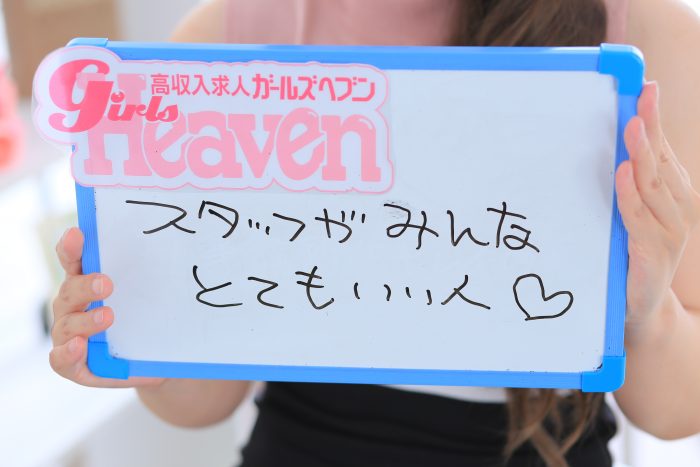 高収入求人ガールズヘブン
Girls
Heaven
スタッフがみんな
とてもいい人♡